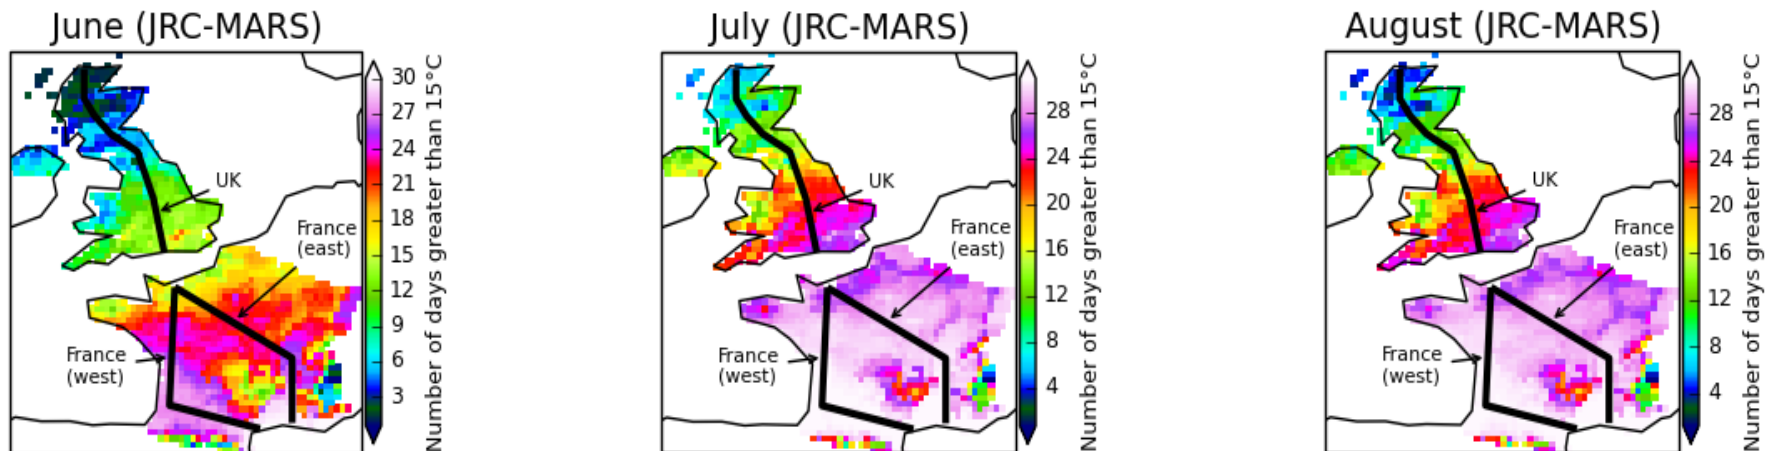 June (JRC-MARS)
30
27
24
21
18
15
12
9
6
3
Number of days greater than 15°C
UK
France
(east)
France
(west)
July (JRC-MARS)
28
24
20
16
12
8
4
Number of days greater than 15°C
UK
France
(east)
France
(west)
August (JRC-MARS)
28
24
20
16
12
8
4
Number of days greater than 15°C
UK
France
(east)
France
(west)